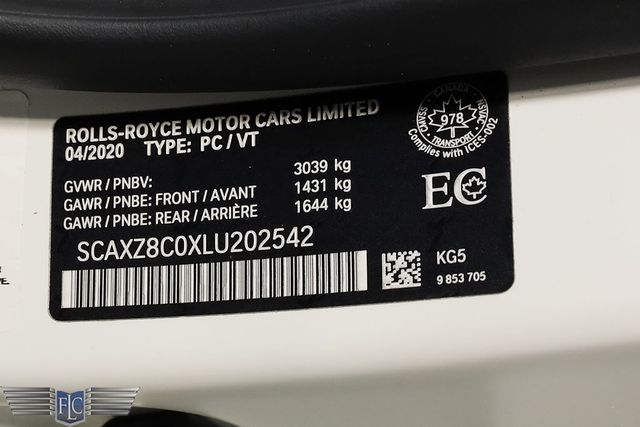 ROLLS-ROYCE MOTOR CARS LIMITED
04/2020 TYPE: PC / VT
GVWR / PNBV: 3039 kg
GAWR / PNBE: FRONT / AVANT 1431 kg
GAWR / PNBE: REAR / ARRIÈRE 1644 kg
SCAXZ8C0XLU202542
CANADA
978
TRANSPORT
NSVAC
Complies with ICES-002
EC
KG5
9 853 705
FLC